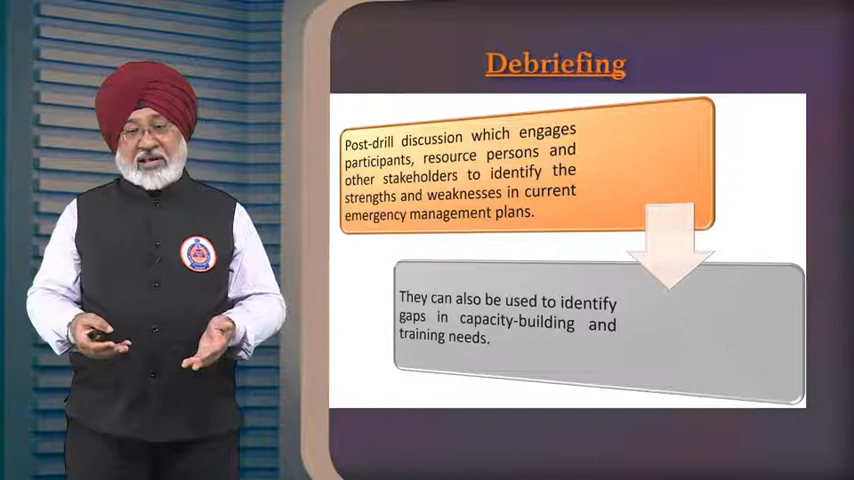 Debriefing
Post-drill discussion which engages
participants, resource persons and
other stakeholders to identify the
strengths and weaknesses in current
emergency management plans.
They can also be used to identify
gaps in capacity-building and
training needs.